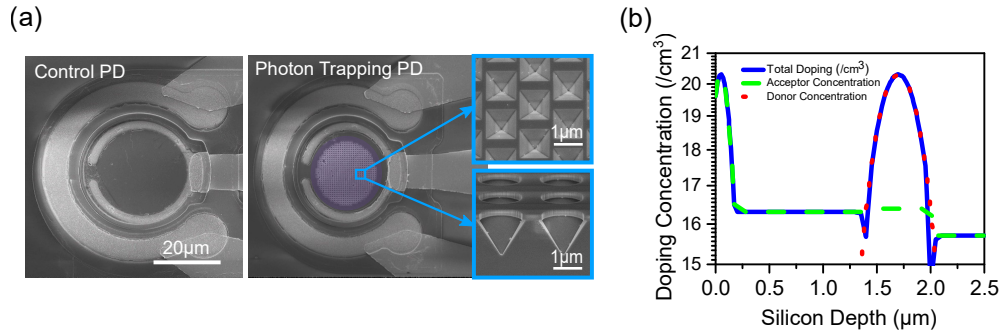 (a)
Control PD
20μm
Photon Trapping PD
1μm
1μm
(b)
Doping Concentration (/cm³)
21
20
19
18
17
16
15
Total Doping (/cm³)
Acceptor Concentration
Donor Concentration
0.0 0.5 1.0 1.5 2.0 2.5
Silicon Depth (μm)